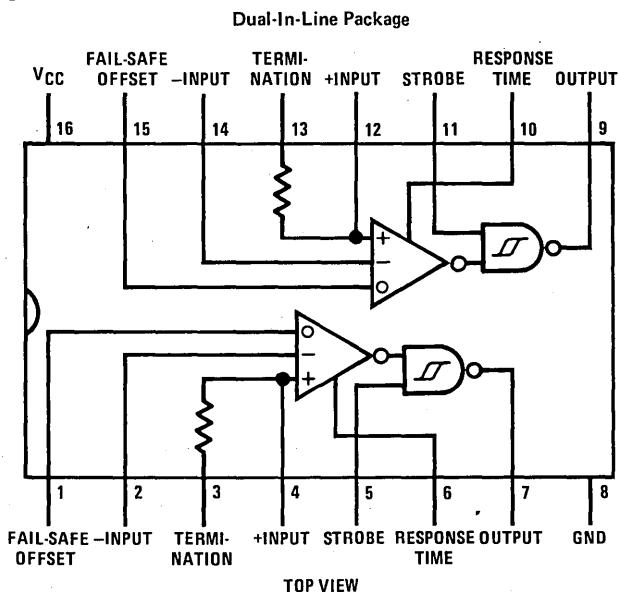 Dual-In-Line Package
VCC
FAIL-SAFE
OFFSET
–INPUT
TERMI-
NATION
+INPUT
STROBE
RESPONSE
TIME
OUTPUT
16 15 14 13 12 11 10 9
+
–
+
–
1 2 3 4 5 6 7 8
FAIL-SAFE
OFFSET
–INPUT
TERMI-
NATION
+INPUT
STROBE
RESPONSE
TIME
OUTPUT
GND
TOP VIEW